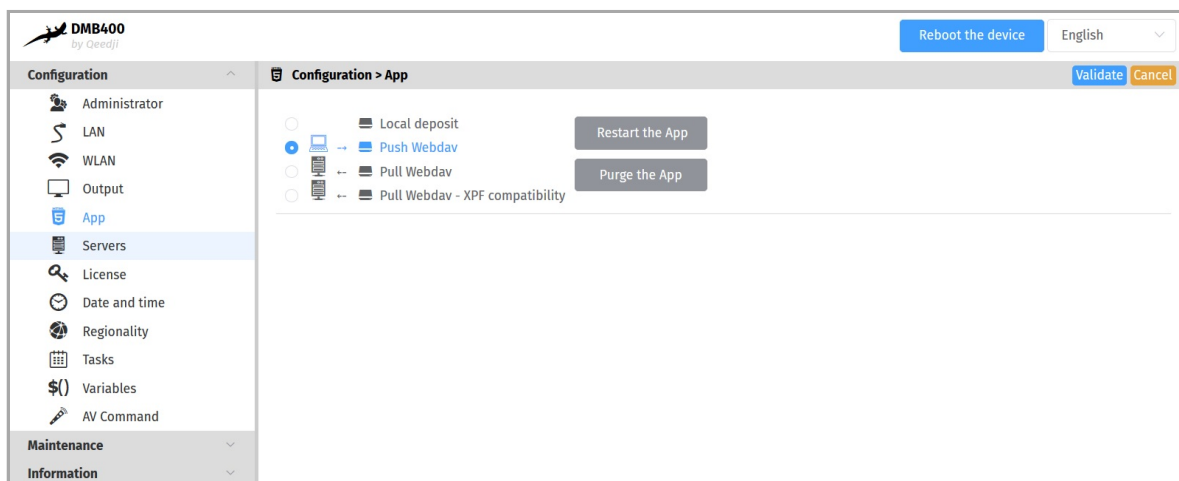 DMB400
by Qeedji
Reboot the device
English
Configuration
Configuration > App
Validate
Cancel
Administrator
LAN
WLAN
Output
App
Servers
License
Date and time
Regionality
Tasks
$() Variables
AV Command
Maintenance
Information
Local deposit
→ Push Webdav
← Pull Webdav
← Pull Webdav - XPF compatibility
Restart the App
Purge the App